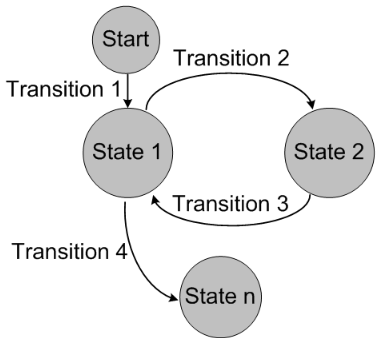 Start
Transition 2
Transition 1
State 1
State 2
Transition 3
Transition 4
State n